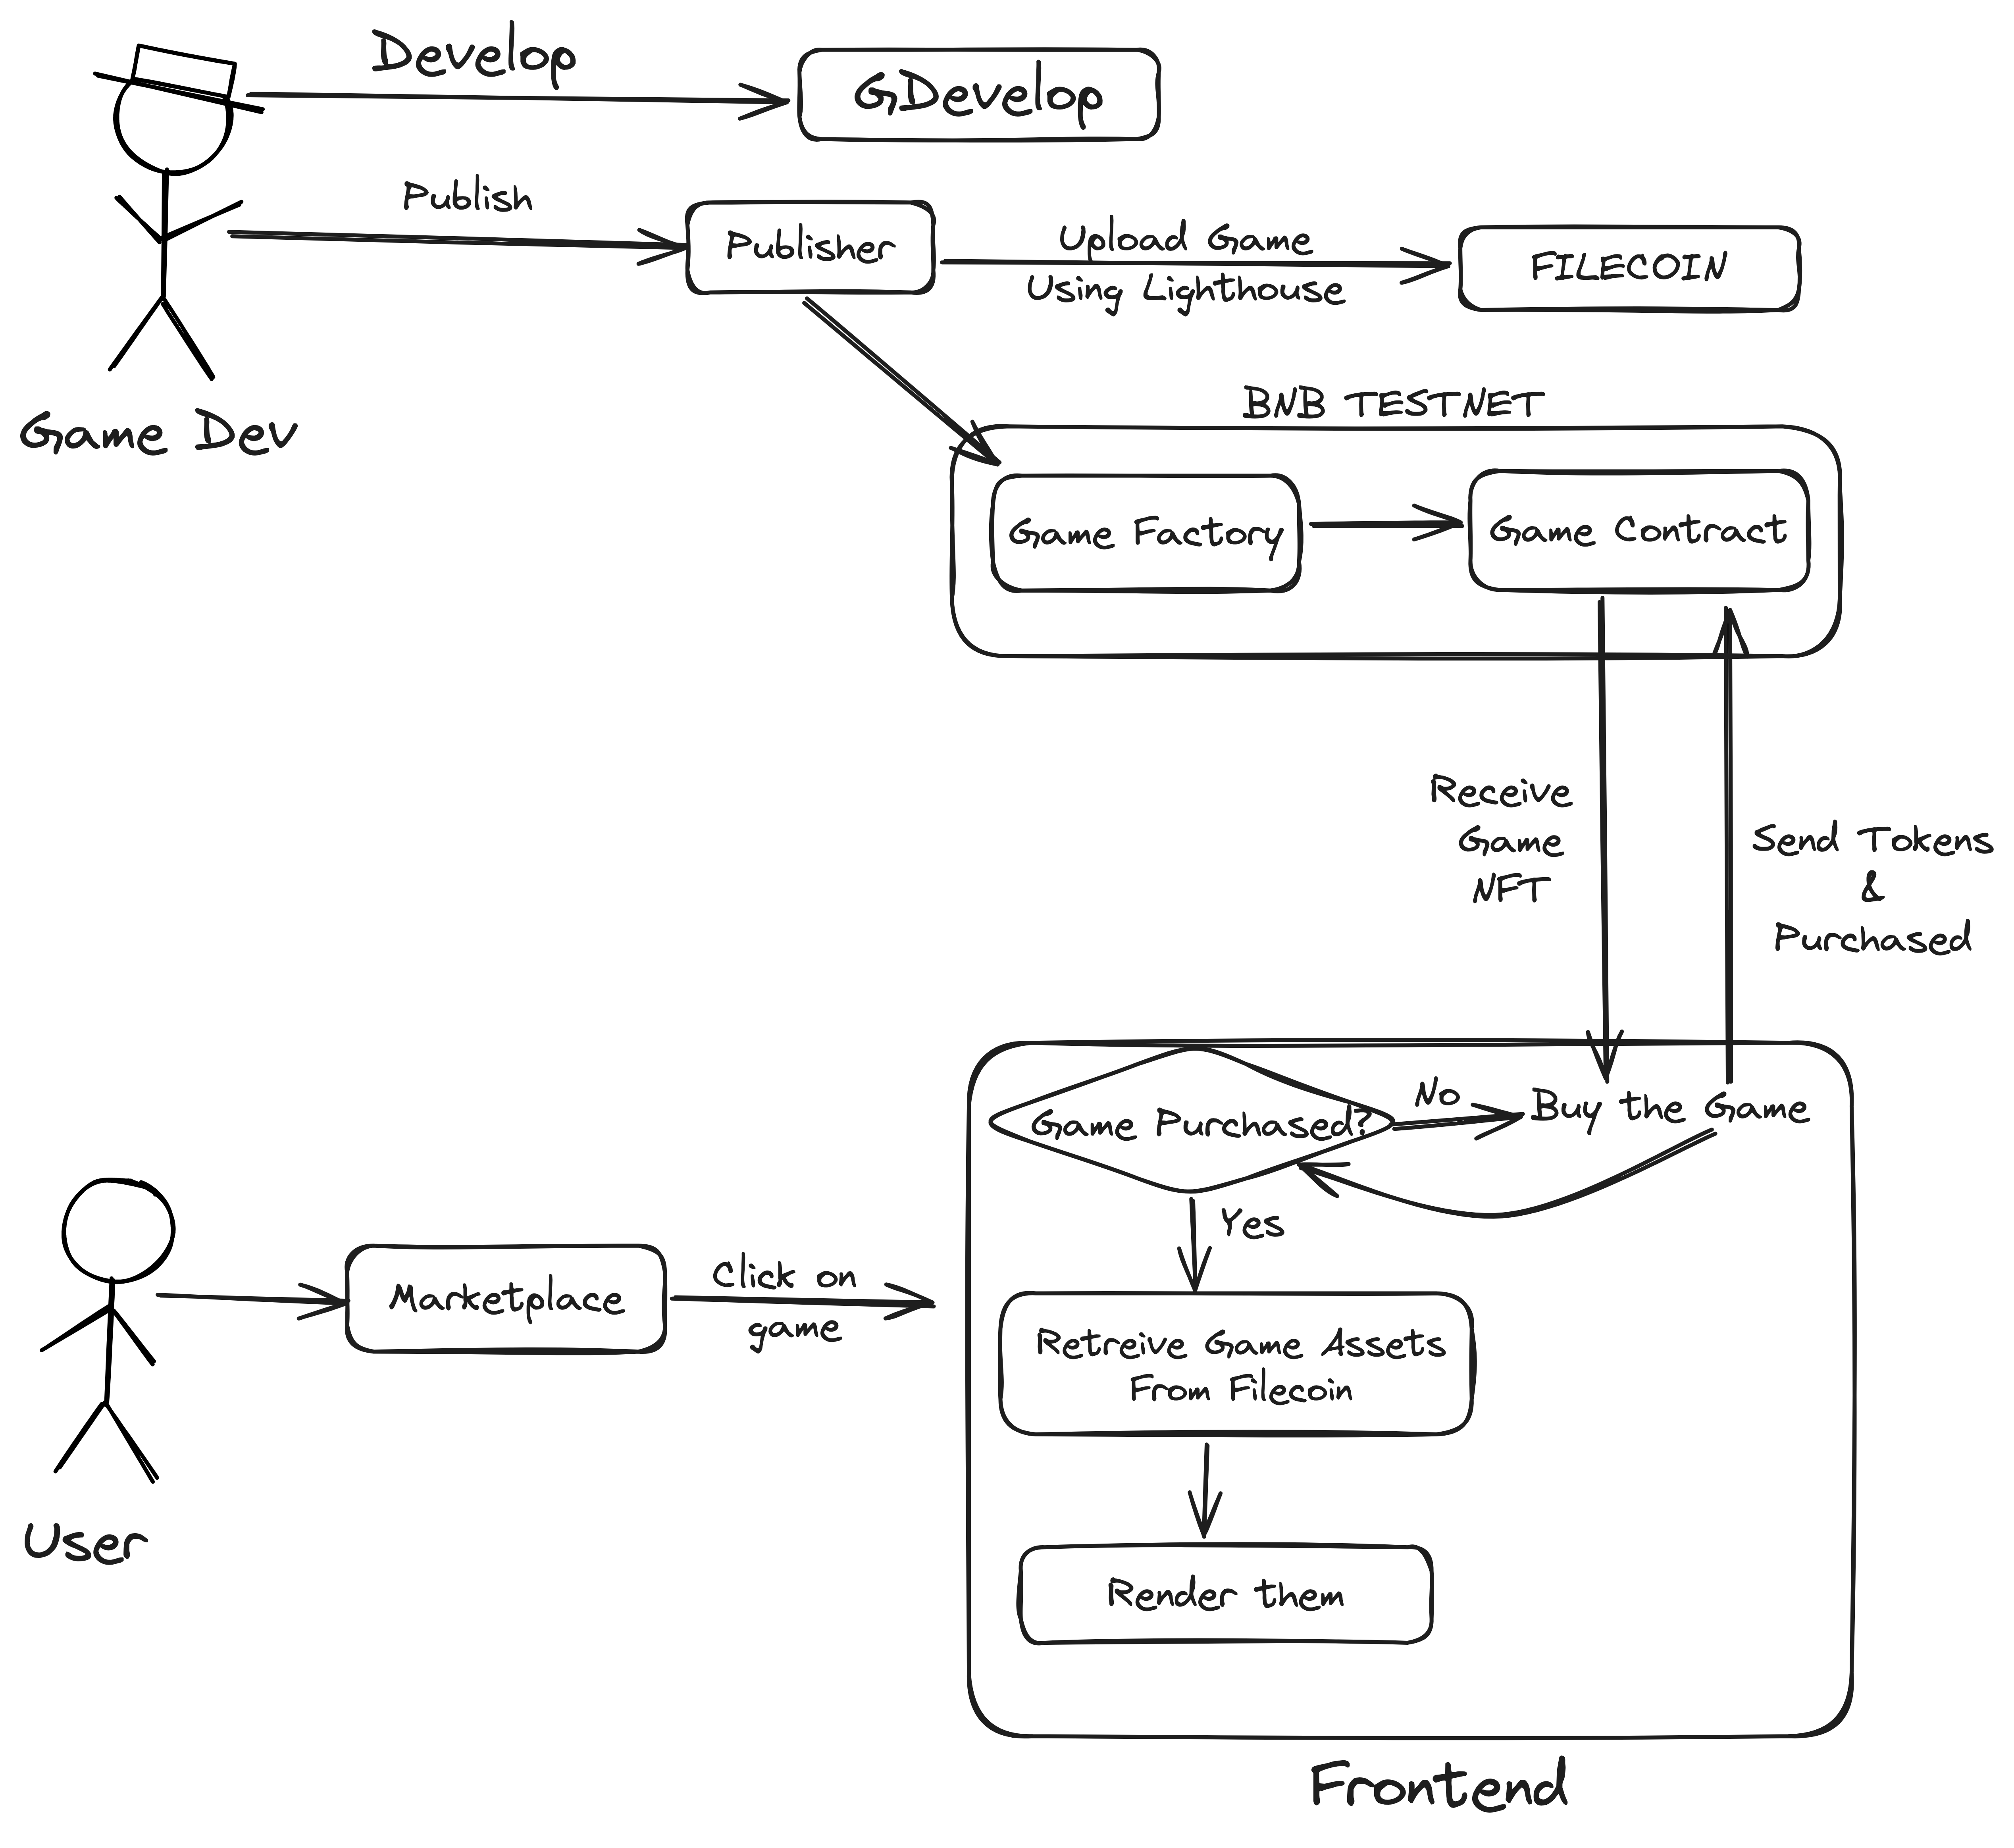 Develop
GDevelop
Publish
Publisher
Upload Game
Using Lighthouse
FILECOIN
Game Dev
BNB TESTNET
Game Factory
Game Contract
Receive
Game
NFT
Send Tokens
&
Purchased
Game Purchased?
No
Buy the Game
Yes
Marketplace
Click on
game
Retreive Game Assets
From Filecoin
User
Render them
Frontend